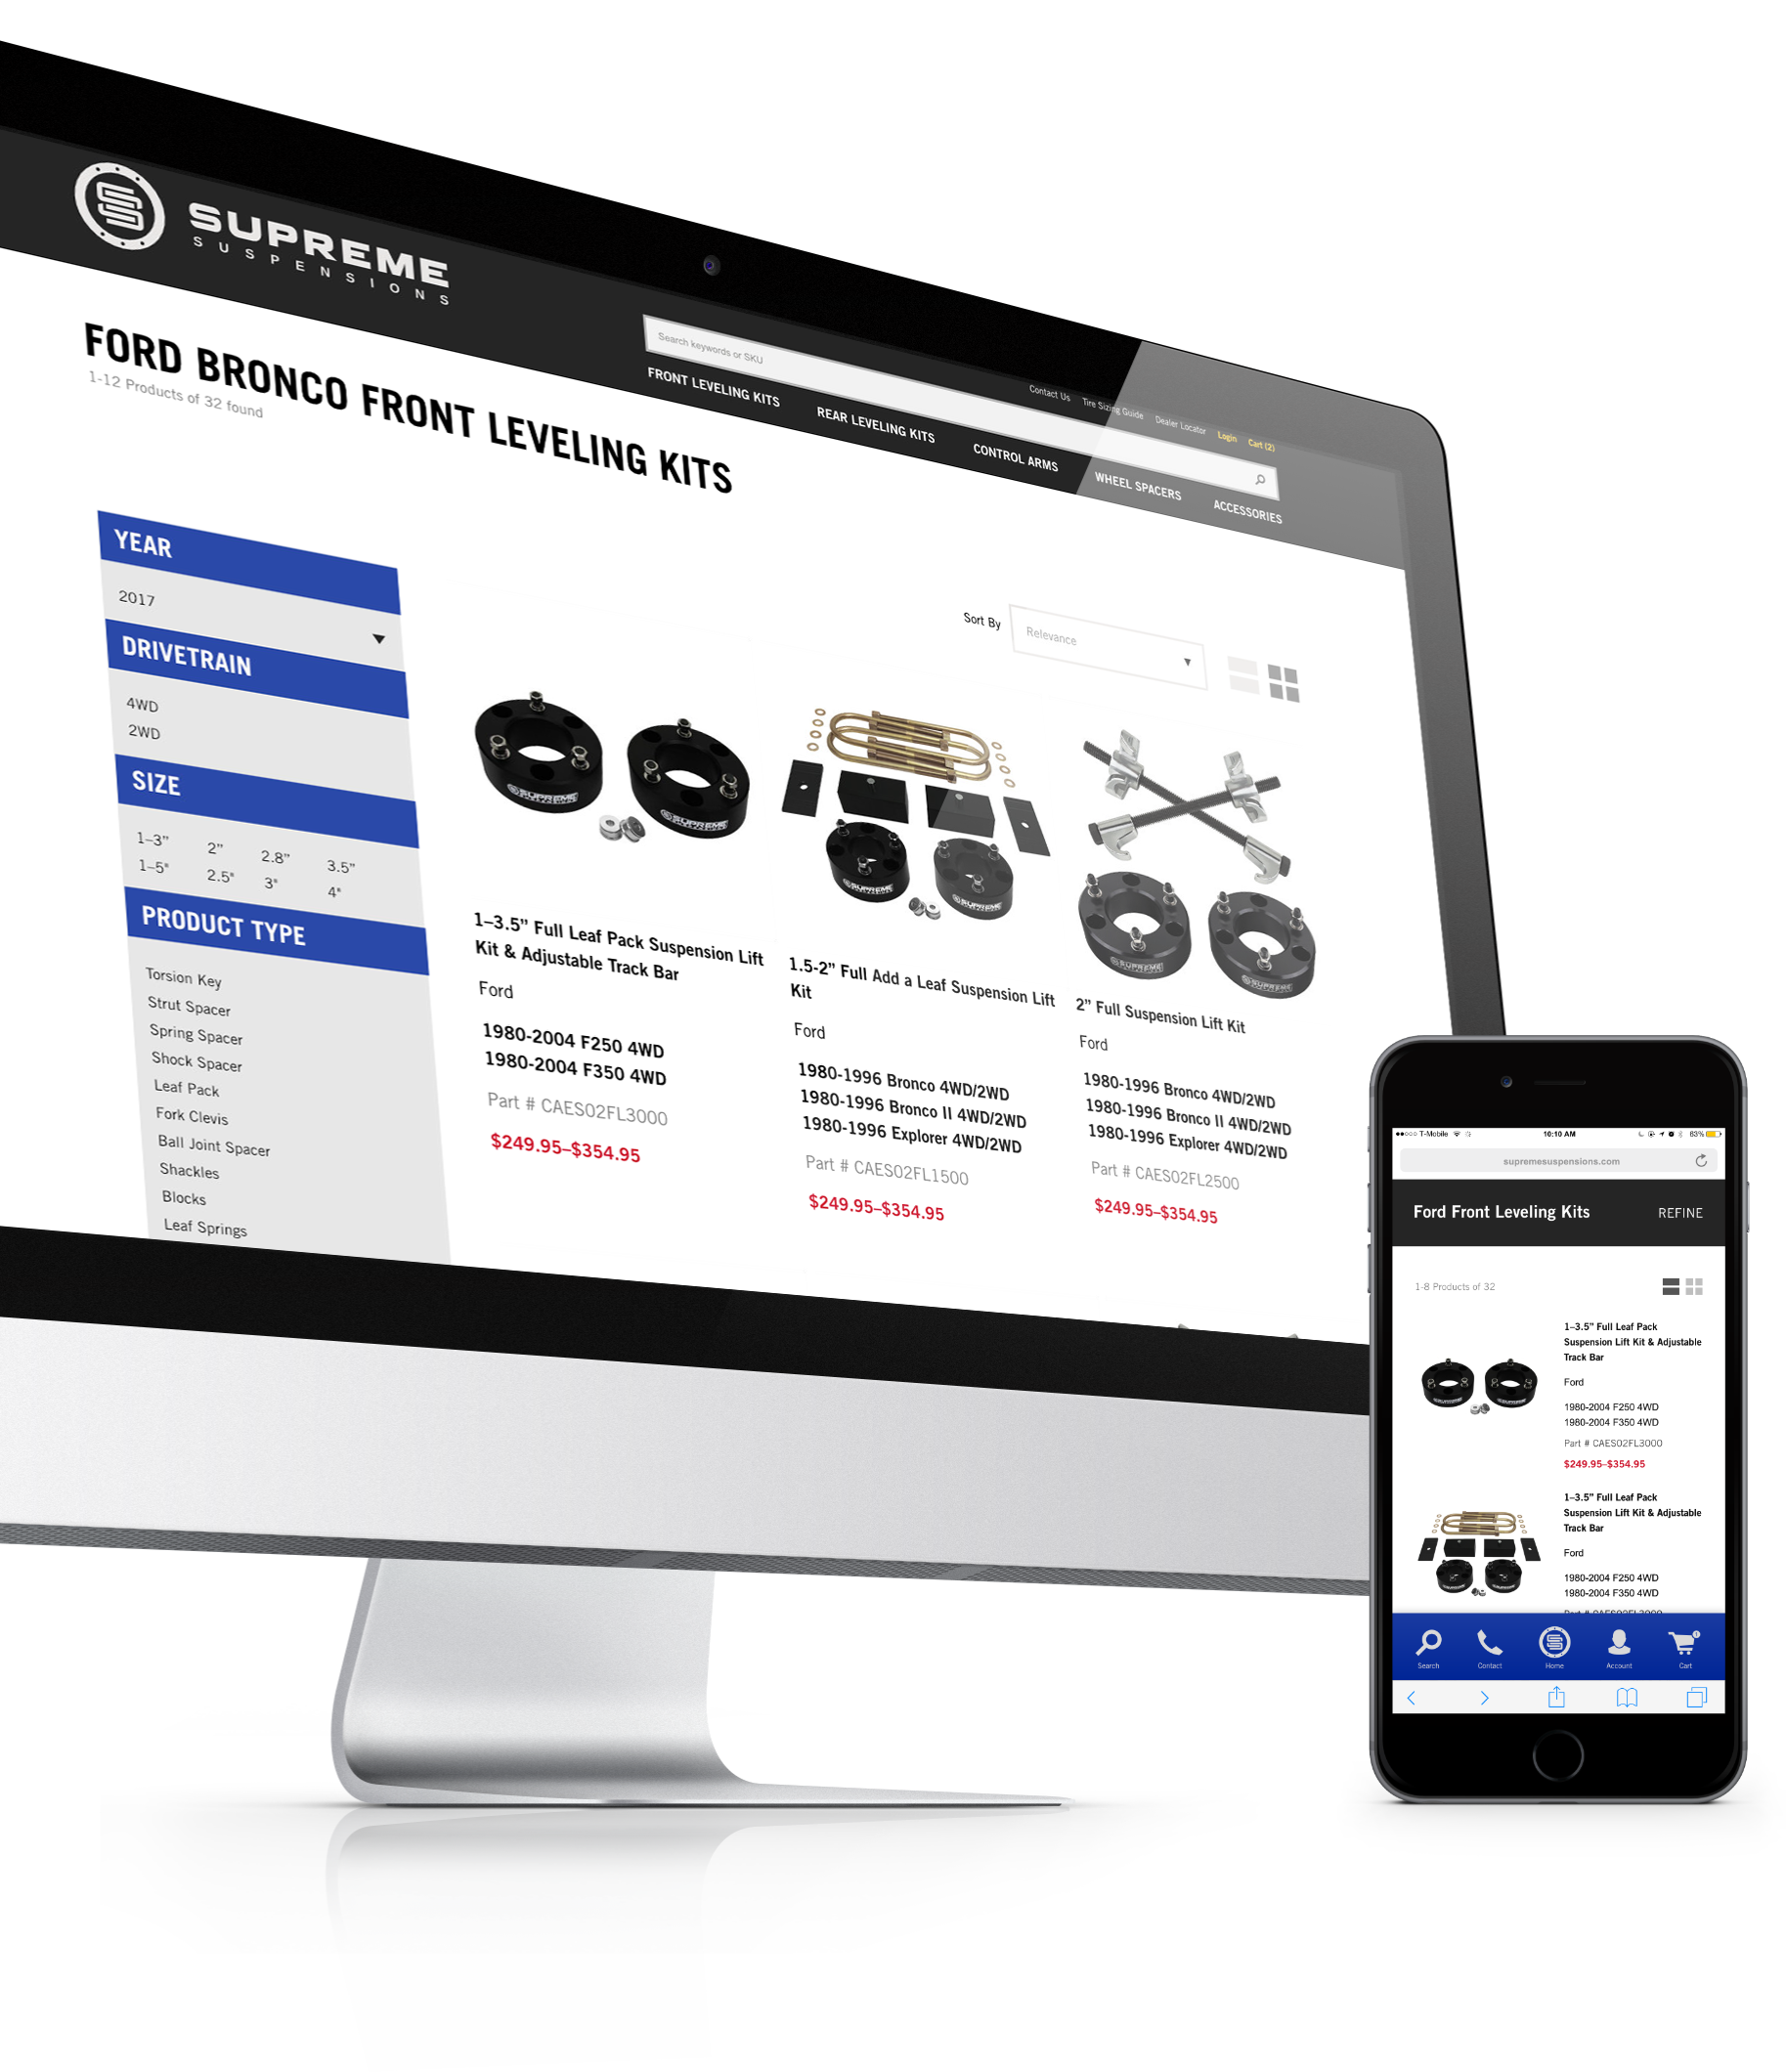 SUPREME
SUSPENSIONS
Contact Us Tire Sizing Guide Dealer Locator Login Cart (2)
Search keywords or SKU
FRONT LEVELING KITS REAR LEVELING KITS CONTROL ARMS WHEEL SPACERS ACCESSORIES
FORD BRONCO FRONT LEVELING KITS
1-12 Products of 32 found
YEAR
2017
DRIVETRAIN
4WD
2WD
SIZE
1–3” 2” 2.8” 3.5”
1–5" 2.5" 3" 4"
PRODUCT TYPE
Torsion Key
Strut Spacer
Spring Spacer
Shock Spacer
Leaf Pack
Fork Clevis
Ball Joint Spacer
Shackles
Blocks
Leaf Springs
Sort By Relevance
SUPREME
SUPREME
1–3.5” Full Leaf Pack Suspension Lift
Kit & Adjustable Track Bar
Ford
1980-2004 F250 4WD
1980-2004 F350 4WD
Part # CAES02FL3000
$249.95–$354.95
SUPREME
SUPREME
1.5-2” Full Add a Leaf Suspension Lift
Kit
Ford
1980-1996 Bronco 4WD/2WD
1980-1996 Bronco II 4WD/2WD
1980-1996 Explorer 4WD/2WD
Part # CAES02FL1500
$249.95–$354.95
SUPREME
SUPREME
2” Full Suspension Lift Kit
Ford
1980-1996 Bronco 4WD/2WD
1980-1996 Bronco II 4WD/2WD
1980-1996 Explorer 4WD/2WD
Part # CAES02FL2500
$249.95–$354.95
T-Mobile 10:10 AM 83%
supremesuspensions.com
Ford Front Leveling Kits REFINE
1-8 Products of 32
1–3.5” Full Leaf Pack
Suspension Lift Kit & Adjustable
Track Bar
Ford
1980-2004 F250 4WD
1980-2004 F350 4WD
Part # CAES02FL3000
$249.95–$354.95
1–3.5” Full Leaf Pack
Suspension Lift Kit & Adjustable
Track Bar
Ford
1980-2004 F250 4WD
1980-2004 F350 4WD
Part # CAES02FL3000
Search Contact Home Account Cart
1